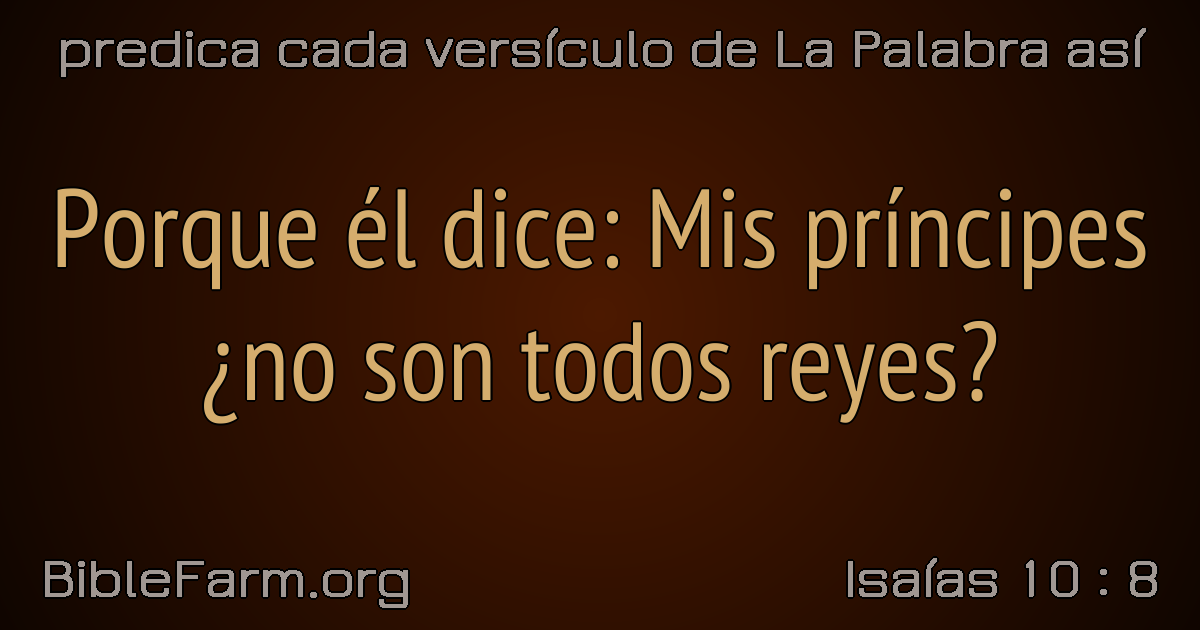 predica cada versículo de La Palabra así
Porque él dice: Mis príncipes
¿no son todos reyes?
BibleFarm.org
Isaías 10 : 8